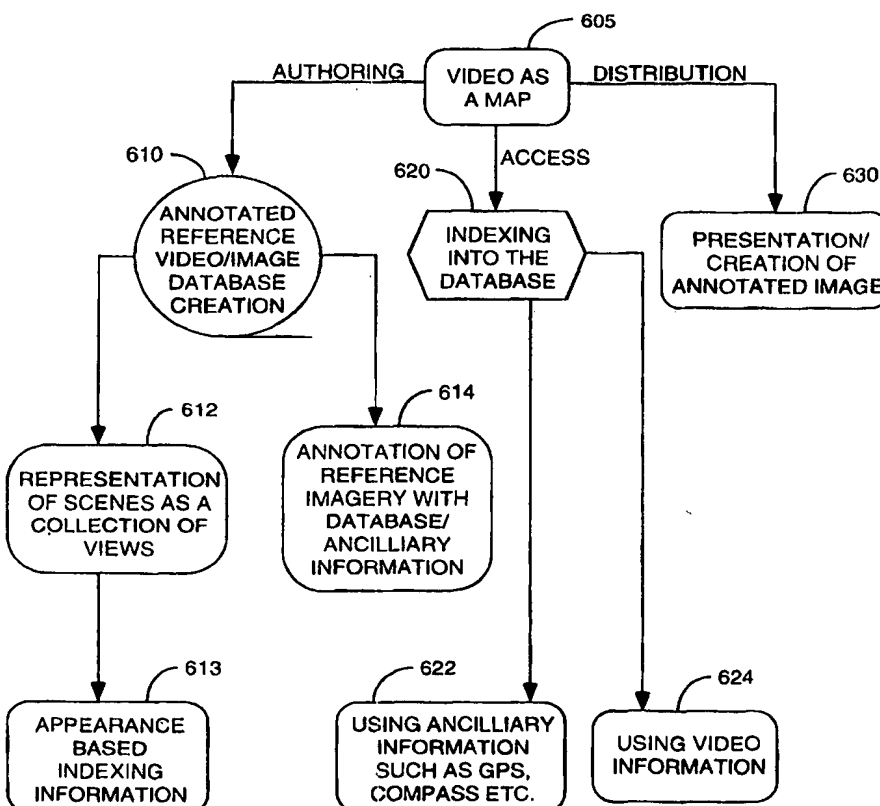 605
AUTHORING
VIDEO AS
A MAP
DISTRIBUTION
610
ACCESS
620
630
ANNOTATED
REFERENCE
VIDEO/IMAGE
DATABASE
CREATION
INDEXING
INTO THE
DATABASE
PRESENTATION/
CREATION OF
ANNOTATED IMAGE
612
614
REPRESENTATION
OF SCENES AS A
COLLECTION OF
VIEWS
ANNOTATION OF
REFERENCE
IMAGERY WITH
DATABASE/
ANCILLIARY
INFORMATION
613
622
624
APPEARANCE
BASED
INDEXING
INFORMATION
USING ANCILLIARY
INFORMATION
SUCH AS GPS,
COMPASS ETC.
USING VIDEO
INFORMATION